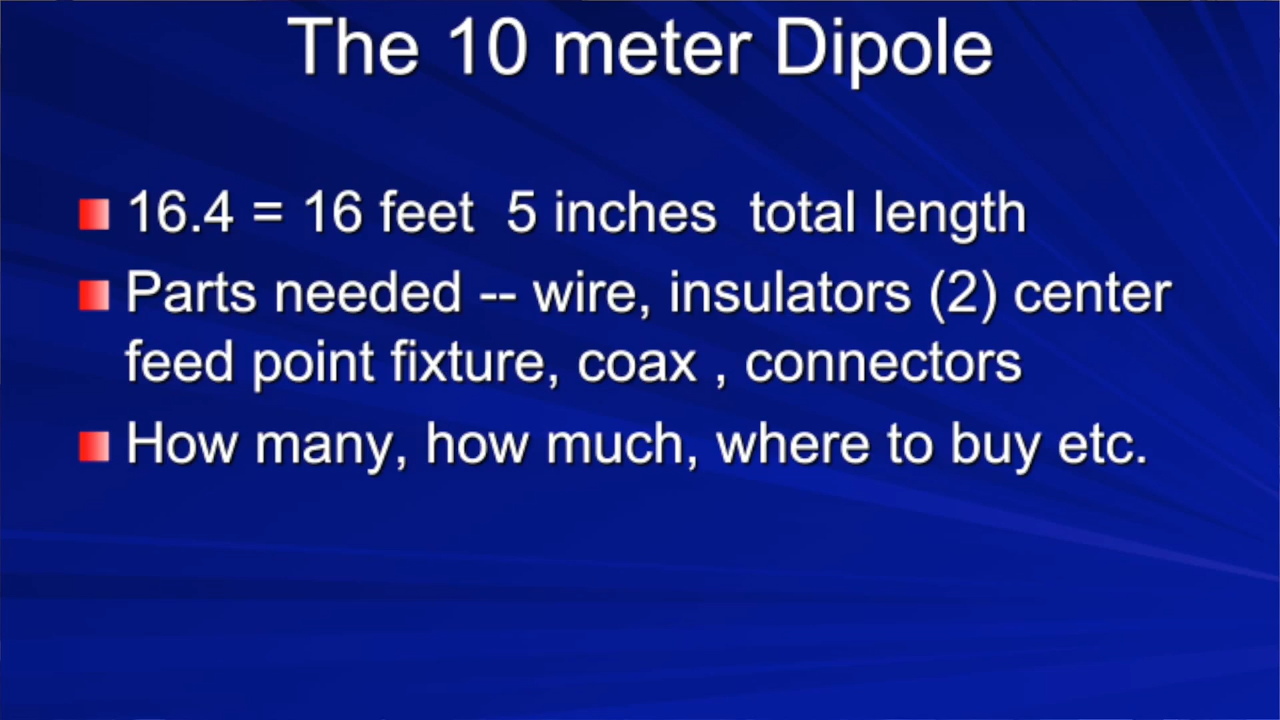 The 10 meter Dipole
16.4 = 16 feet  5 inches  total length
Parts needed -- wire, insulators (2) center
feed point fixture, coax , connectors
How many, how much, where to buy etc.